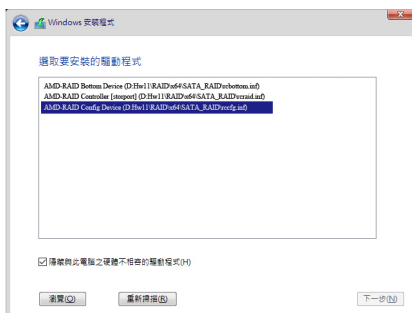 Windows 安裝程式
選取要安裝的驅動程式
AMD-RAID Bottom Device (D:\Hw11\RAID\x64\SATA_RAID\rcbottom.inf)
AMD-RAID Controller [storport] (D:\Hw11\RAID\x64\SATA_RAID\rcraid.inf)
AMD-RAID Config Device (D:\Hw11\RAID\x64\SATA_RAID\rccfg.inf)
隱藏與此電腦之硬體不相容的驅動程式(H)
瀏覽(O) 重新掃描(R) 下一步(N)